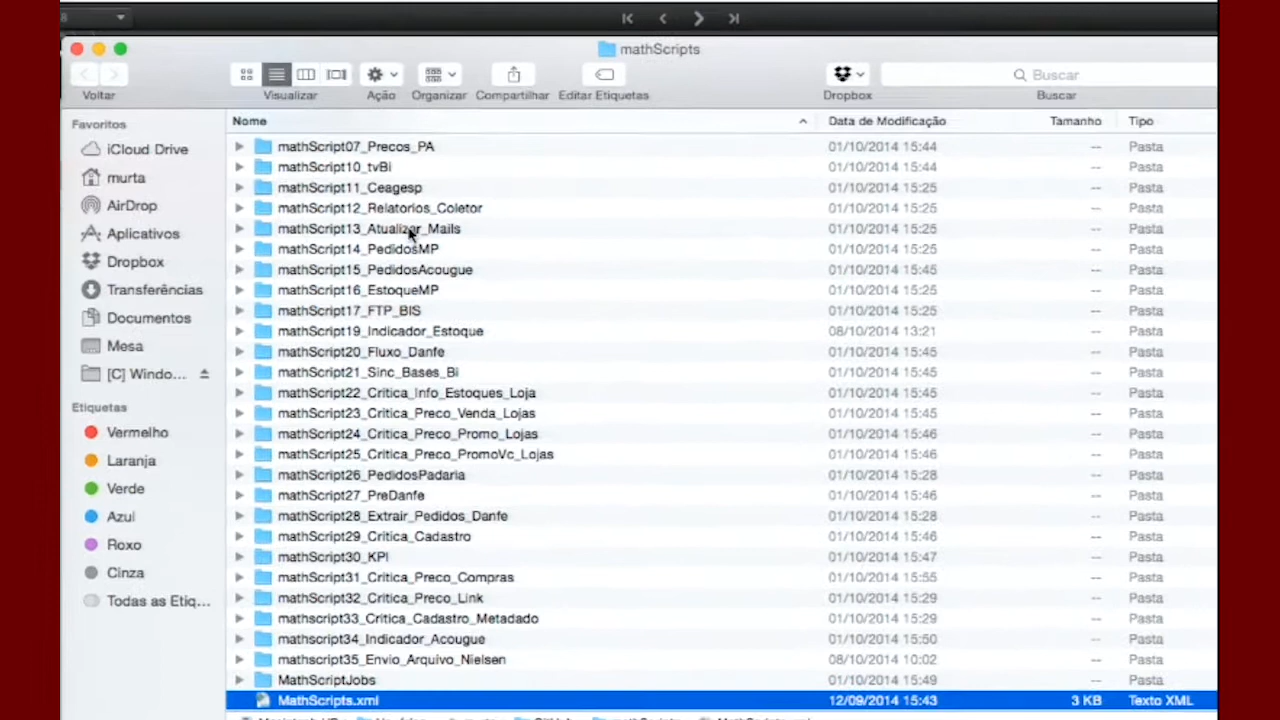 8
mathScripts
Voltar Visualizar Ação Organizar Compartilhar Editar Etiquetas Dropbox Buscar
Buscar
Nome Data de Modificação Tamanho Tipo
Favoritos
iCloud Drive
murta
AirDrop
Aplicativos
Dropbox
Transferências
Documentos
Mesa
[C] Windo...
Etiquetas
Vermelho
Laranja
Verde
Azul
Roxo
Cinza
Todas as Etiq...
mathScript07_Precos_PA 01/10/2014 15:44 -- Pasta
mathScript10_tvBi 01/10/2014 15:44 -- Pasta
mathScript11_Ceagesp 01/10/2014 15:25 -- Pasta
mathScript12_Relatorios_Coletor 01/10/2014 15:25 -- Pasta
mathScript13_Atualizar_Mails 01/10/2014 15:25 -- Pasta
mathScript14_PedidosMP 01/10/2014 15:25 -- Pasta
mathScript15_PedidosAcougue 01/10/2014 15:45 -- Pasta
mathScript16_EstoqueMP 01/10/2014 15:25 -- Pasta
mathScript17_FTP_BIS 01/10/2014 15:25 -- Pasta
mathScript19_Indicador_Estoque 08/10/2014 13:21 -- Pasta
mathScript20_Fluxo_Danfe 01/10/2014 15:45 -- Pasta
mathScript21_Sinc_Bases_Bi 01/10/2014 15:45 -- Pasta
mathScript22_Critica_Info_Estoques_Loja 01/10/2014 15:45 -- Pasta
mathScript23_Critica_Preco_Venda_Lojas 01/10/2014 15:45 -- Pasta
mathScript24_Critica_Preco_Promo_Lojas 01/10/2014 15:46 -- Pasta
mathScript25_Critica_Preco_PromoVc_Lojas 01/10/2014 15:46 -- Pasta
mathScript26_PedidosPadaria 01/10/2014 15:28 -- Pasta
mathScript27_PreDanfe 01/10/2014 15:46 -- Pasta
mathScript28_Extrair_Pedidos_Danfe 01/10/2014 15:28 -- Pasta
mathScript29_Critica_Cadastro 01/10/2014 15:46 -- Pasta
mathScript30_KPI 01/10/2014 15:47 -- Pasta
mathScript31_Critica_Preco_Compras 01/10/2014 15:55 -- Pasta
mathScript32_Critica_Preco_Link 01/10/2014 15:29 -- Pasta
mathscript33_Critica_Cadastro_Metadado 01/10/2014 15:29 -- Pasta
mathscript34_Indicador_Acougue 01/10/2014 15:50 -- Pasta
mathscript35_Envio_Arquivo_Nielsen 08/10/2014 10:02 -- Pasta
MathScriptJobs 01/10/2014 15:49 -- Pasta
MathScripts.xml 12/09/2014 15:43 3 KB Texto XML